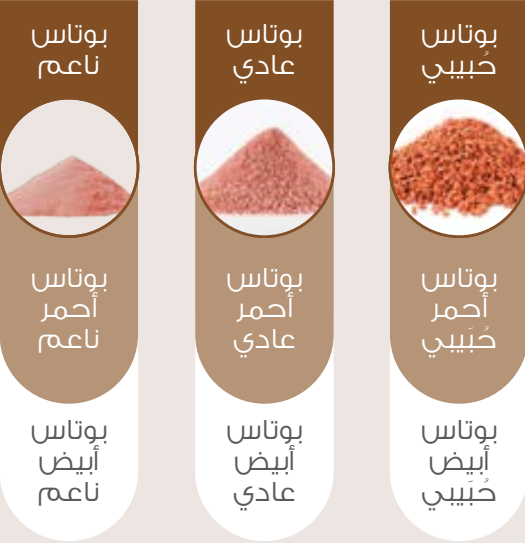 بوتاس
حُبيبي
بوتاس
أحمر
حُبَيبي
بوتاس
أبيض
حُبَيبي
بوتاس
عادي
بوتاس
أحمر
عادي
بوتاس
أبيض
عادي
بوتاس
ناعم
بوتاس
أحمر
ناعم
بوتاس
أبيض
ناعم